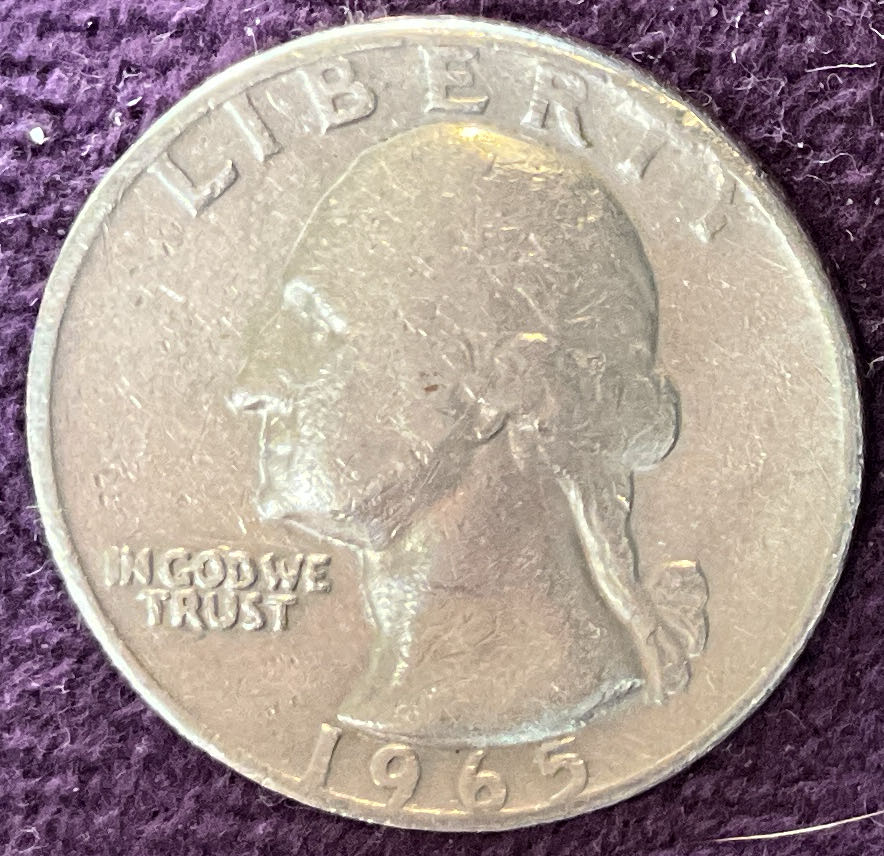 LIBERTY
IN GOD WE
TRUST
1965